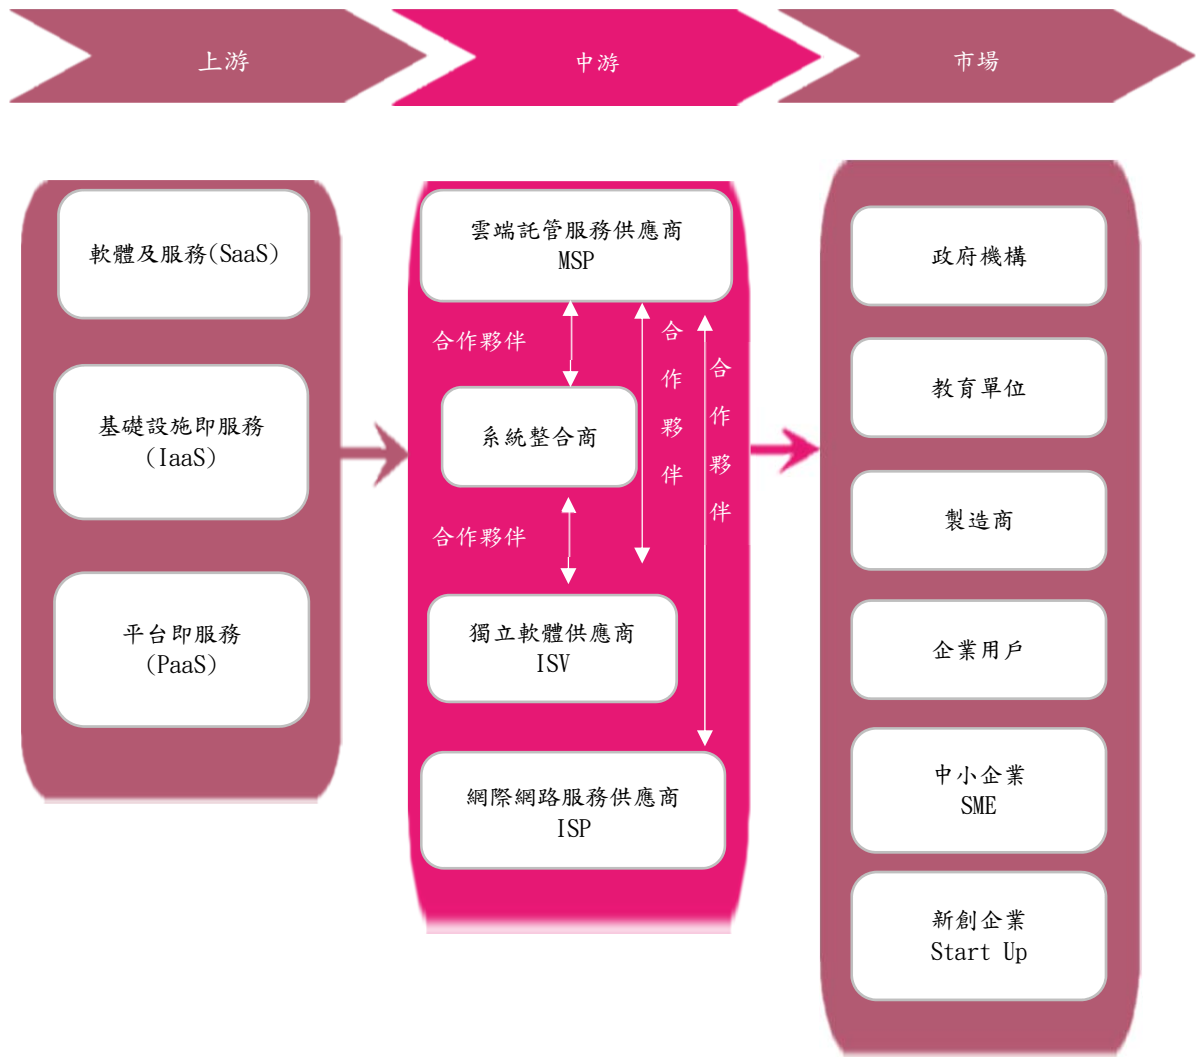 上游
中游
市場
軟體及服務(SaaS)
基礎設施即服務
(IaaS)
平台即服務
(PaaS)
雲端託管服務供應商
MSP
合作夥伴
合作夥伴
合作夥伴
系統整合商
合作夥伴
獨立軟體供應商
ISV
網際網路服務供應商
ISP
政府機構
教育單位
製造商
企業用戶
中小企業
SME
新創企業
Start Up